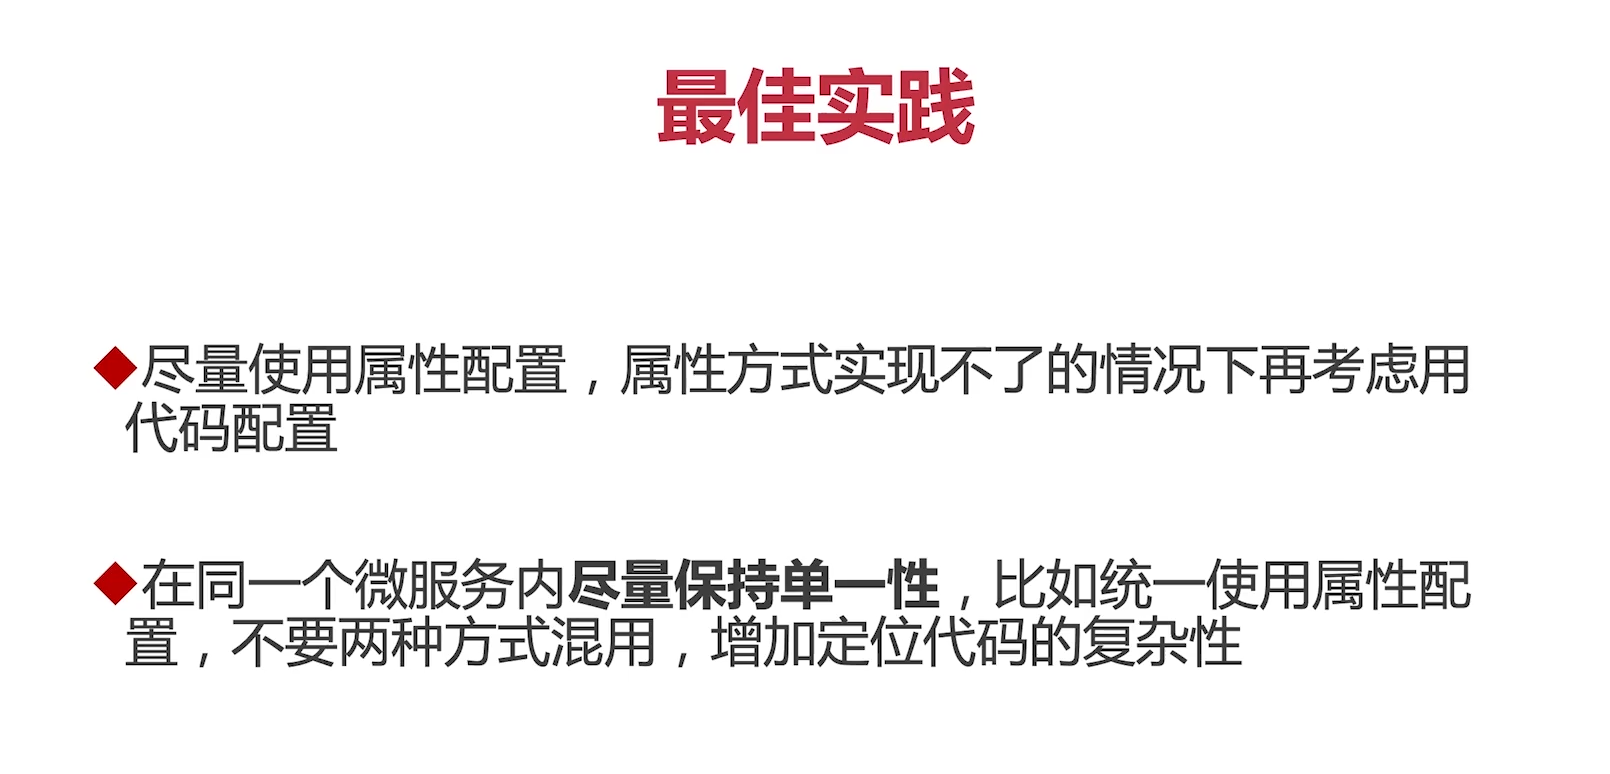 最佳实践
◆尽量使用属性配置，属性方式实现不了的情况下再考虑用
代码配置
◆在同一个微服务内尽量保持单一性，比如统一使用属性配
置，不要两种方式混用，增加定位代码的复杂性